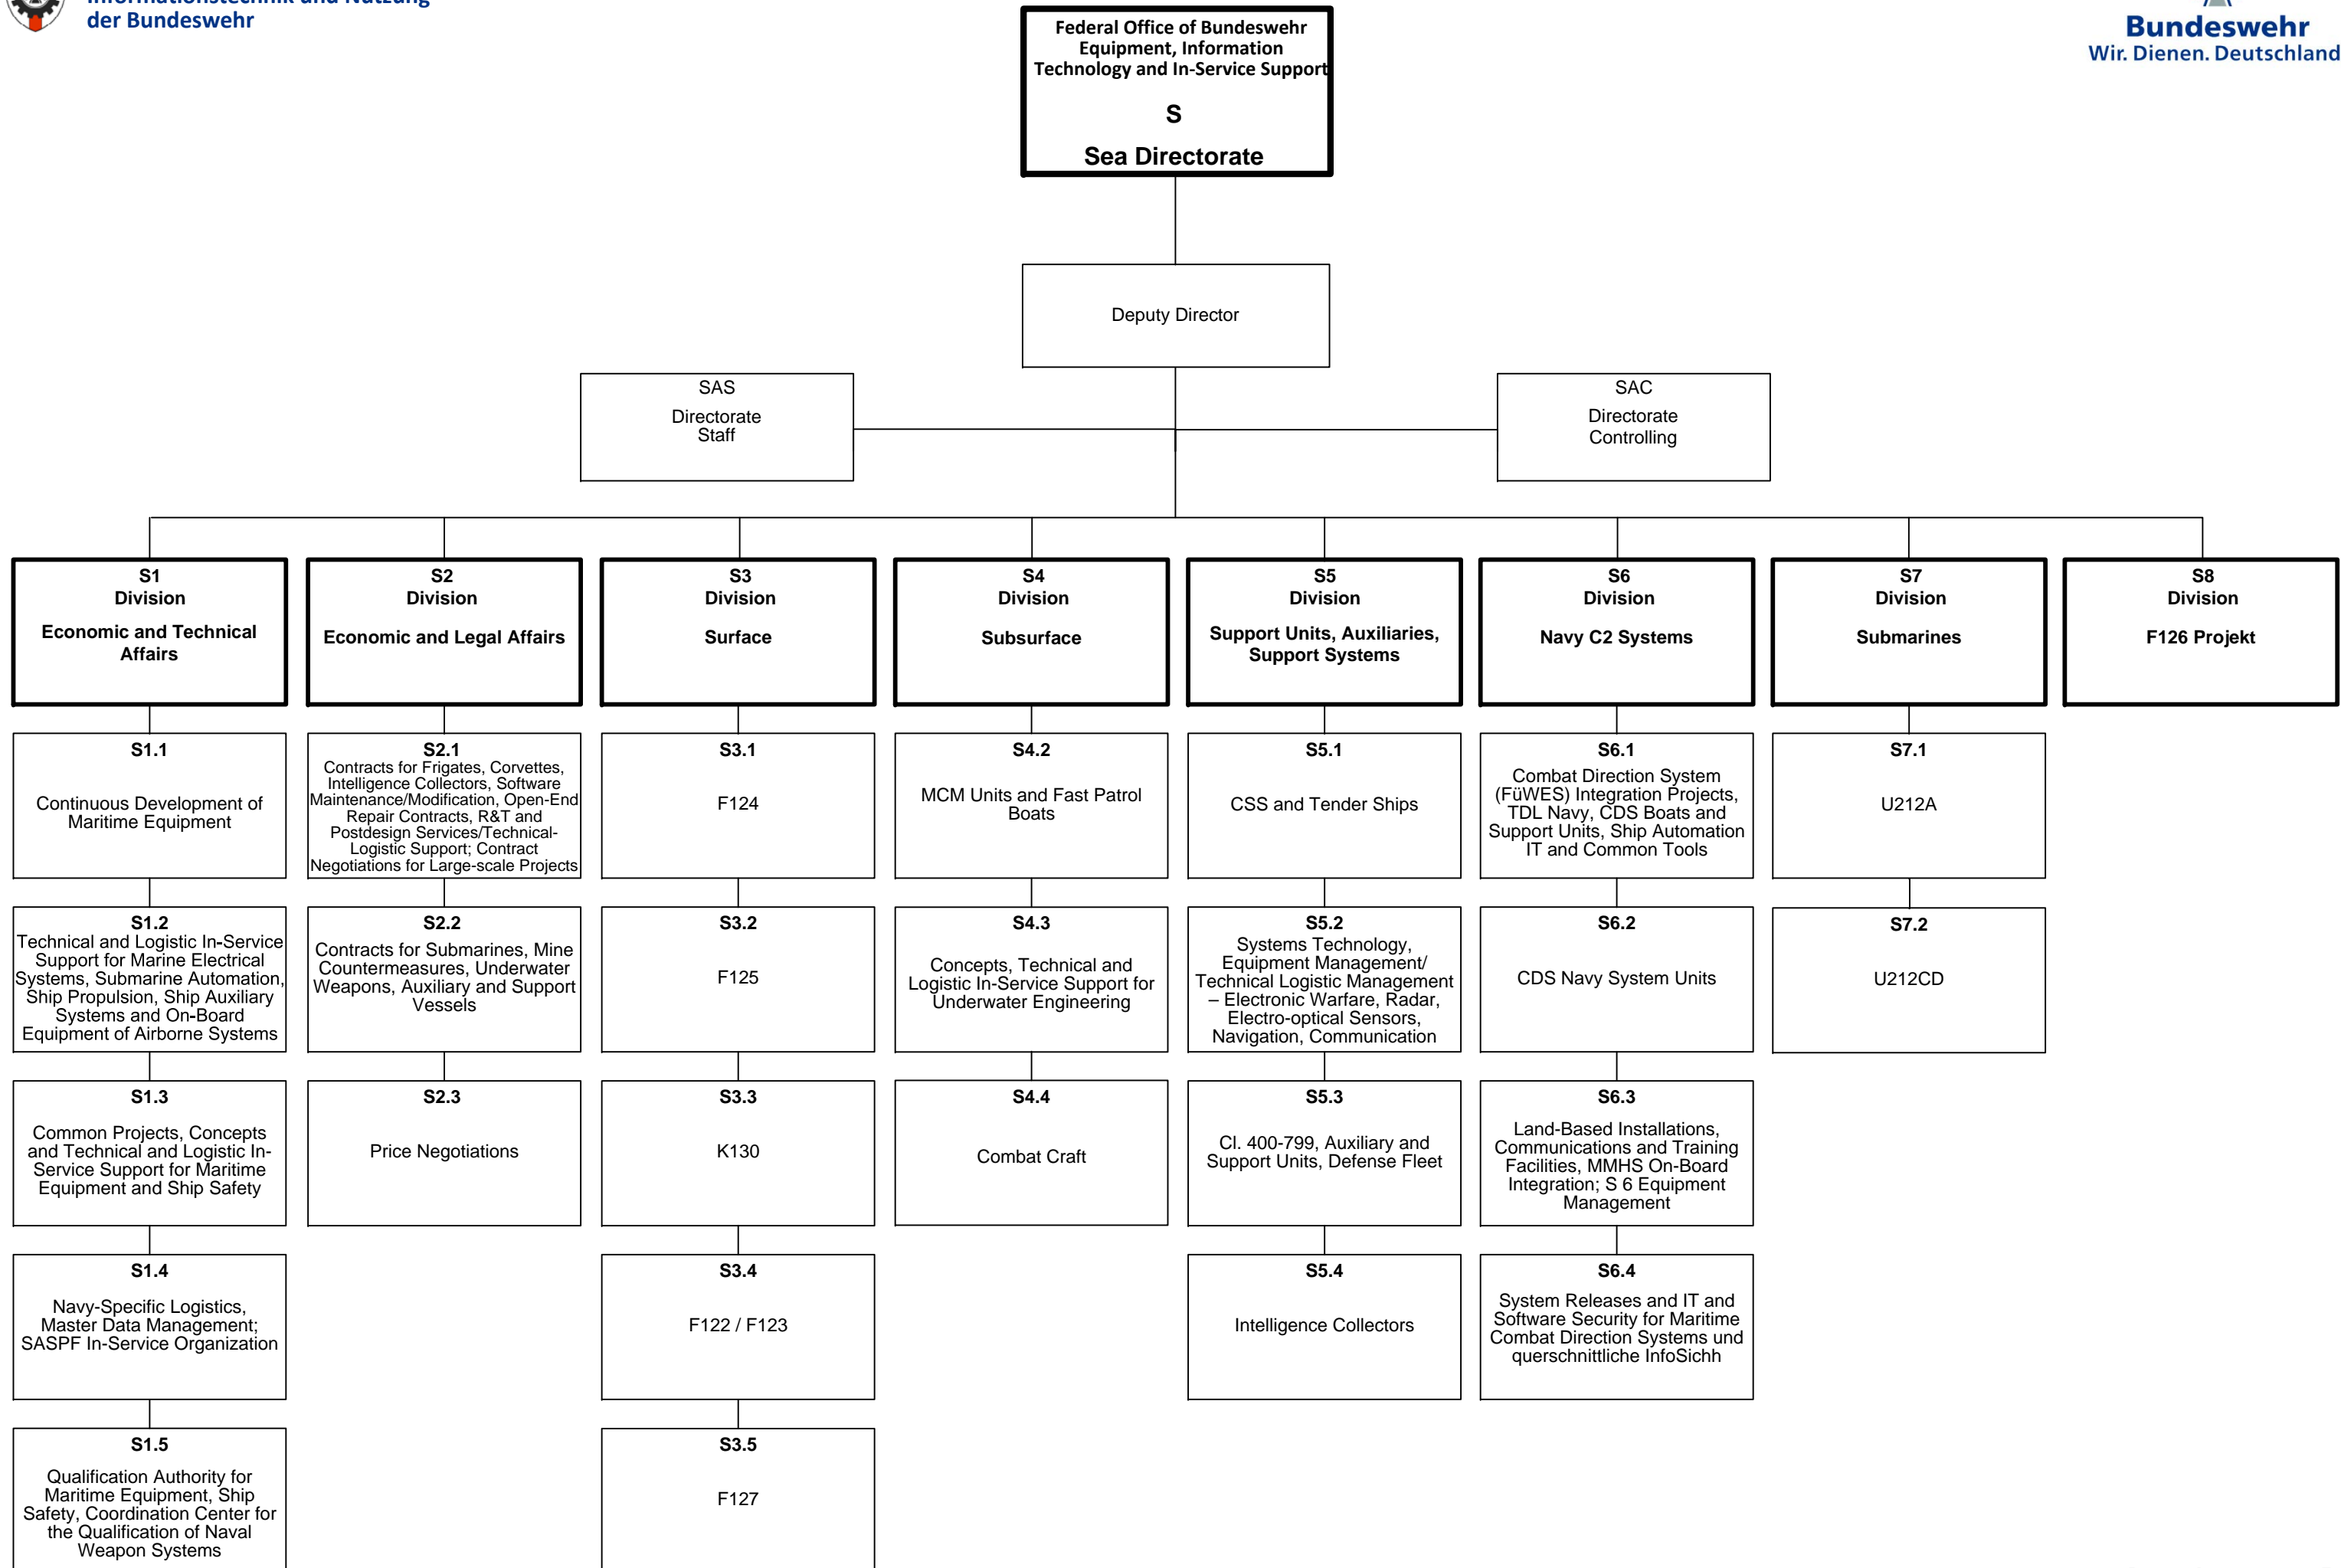 Informationstechnik und Nutzung
der Bundeswehr
Bundeswehr
Wir. Dienen. Deutschland
Federal Office of Bundeswehr
Equipment, Information
Technology and In-Service Support
S
Sea Directorate
Deputy Director
SAS
Directorate
Staff
SAC
Directorate
Controlling
S1
Division
Economic and Technical
Affairs
S2
Division
Economic and Legal Affairs
S3
Division
Surface
S4
Division
Subsurface
S5
Division
Support Units, Auxiliaries,
Support Systems
S6
Division
Navy C2 Systems
S7
Division
Submarines
S8
Division
F126 Projekt
S1.1
Continuous Development of
Maritime Equipment
S2.1
Contracts for Frigates, Corvettes,
Intelligence Collectors, Software
Maintenance/Modification, Open-End
Repair Contracts, R&T and
Postdesign Services/Technical-
Logistic Support; Contract
Negotiations for Large-scale Projects
S3.1
F124
S4.2
MCM Units and Fast Patrol
Boats
S5.1
CSS and Tender Ships
S6.1
Combat Direction System
(FüWES) Integration Projects,
TDL Navy, CDS Boats and
Support Units, Ship Automation
IT and Common Tools
S7.1
U212A
S1.2
Technical and Logistic In-Service
Support for Marine Electrical
Systems, Submarine Automation,
Ship Propulsion, Ship Auxiliary
Systems and On-Board
Equipment of Airborne Systems
S2.2
Contracts for Submarines, Mine
Countermeasures, Underwater
Weapons, Auxiliary and Support
Vessels
S3.2
F125
S4.3
Concepts, Technical and
Logistic In-Service Support for
Underwater Engineering
S5.2
Systems Technology,
Equipment Management/
Technical Logistic Management
– Electronic Warfare, Radar,
Electro-optical Sensors,
Navigation, Communication
S6.2
CDS Navy System Units
S7.2
U212CD
S1.3
Common Projects, Concepts
and Technical and Logistic In-
Service Support for Maritime
Equipment and Ship Safety
S2.3
Price Negotiations
S3.3
K130
S4.4
Combat Craft
S5.3
Cl. 400-799, Auxiliary and
Support Units, Defense Fleet
S6.3
Land-Based Installations,
Communications and Training
Facilities, MMHS On-Board
Integration; S 6 Equipment
Management
S1.4
Navy-Specific Logistics,
Master Data Management;
SASPF In-Service Organization
S3.4
F122 / F123
S5.4
Intelligence Collectors
S6.4
System Releases and IT and
Software Security for Maritime
Combat Direction Systems und
querschnittliche InfoSichh
S1.5
Qualification Authority for
Maritime Equipment, Ship
Safety, Coordination Center for
the Qualification of Naval
Weapon Systems
S3.5
F127